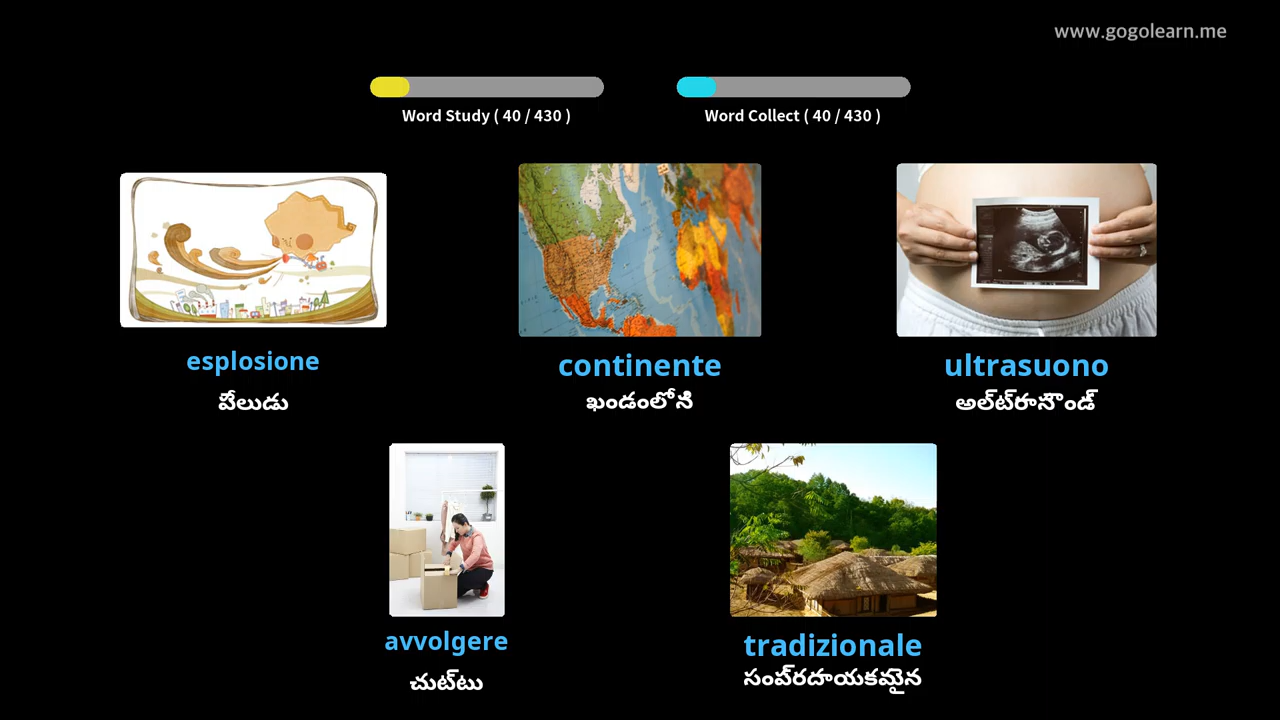 www.gogolearn.me
Word Study ( 40 / 430 )
Word Collect ( 40 / 430 )
esplosione
పేలుడు
continente
ఖండంలోని
ultrasuono
అల్ట్రాసౌండ్
avvolgere
చుట్టు
tradizionale
సంప్రదాయకమైన